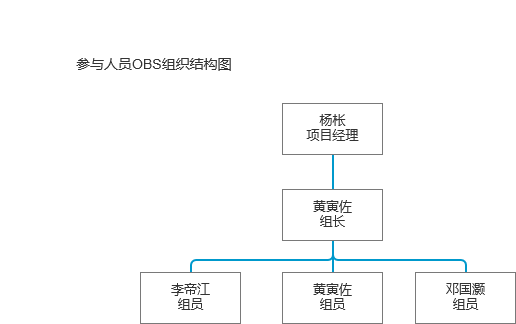 参与人员OBS组织结构图
杨枨
项目经理
黄寅佐
组长
李帝江
组员
黄寅佐
组员
邓国灏
组员